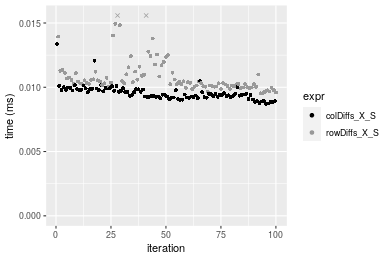 0.015
0.010
0.005
0.000
time (ms)
0
25
50
75
100
iteration
expr
colDiffs_X_S
rowDiffs_X_S